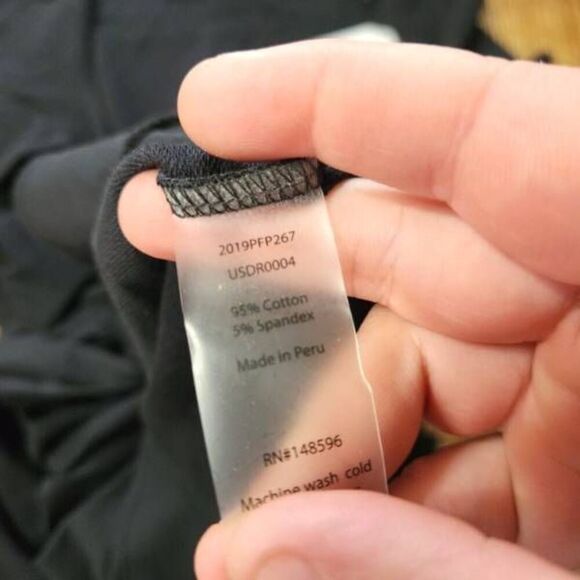 2019PFP267
USDR0004
95% Cotton
5% Spandex
Made in Peru
RN#148596
Machine wash cold